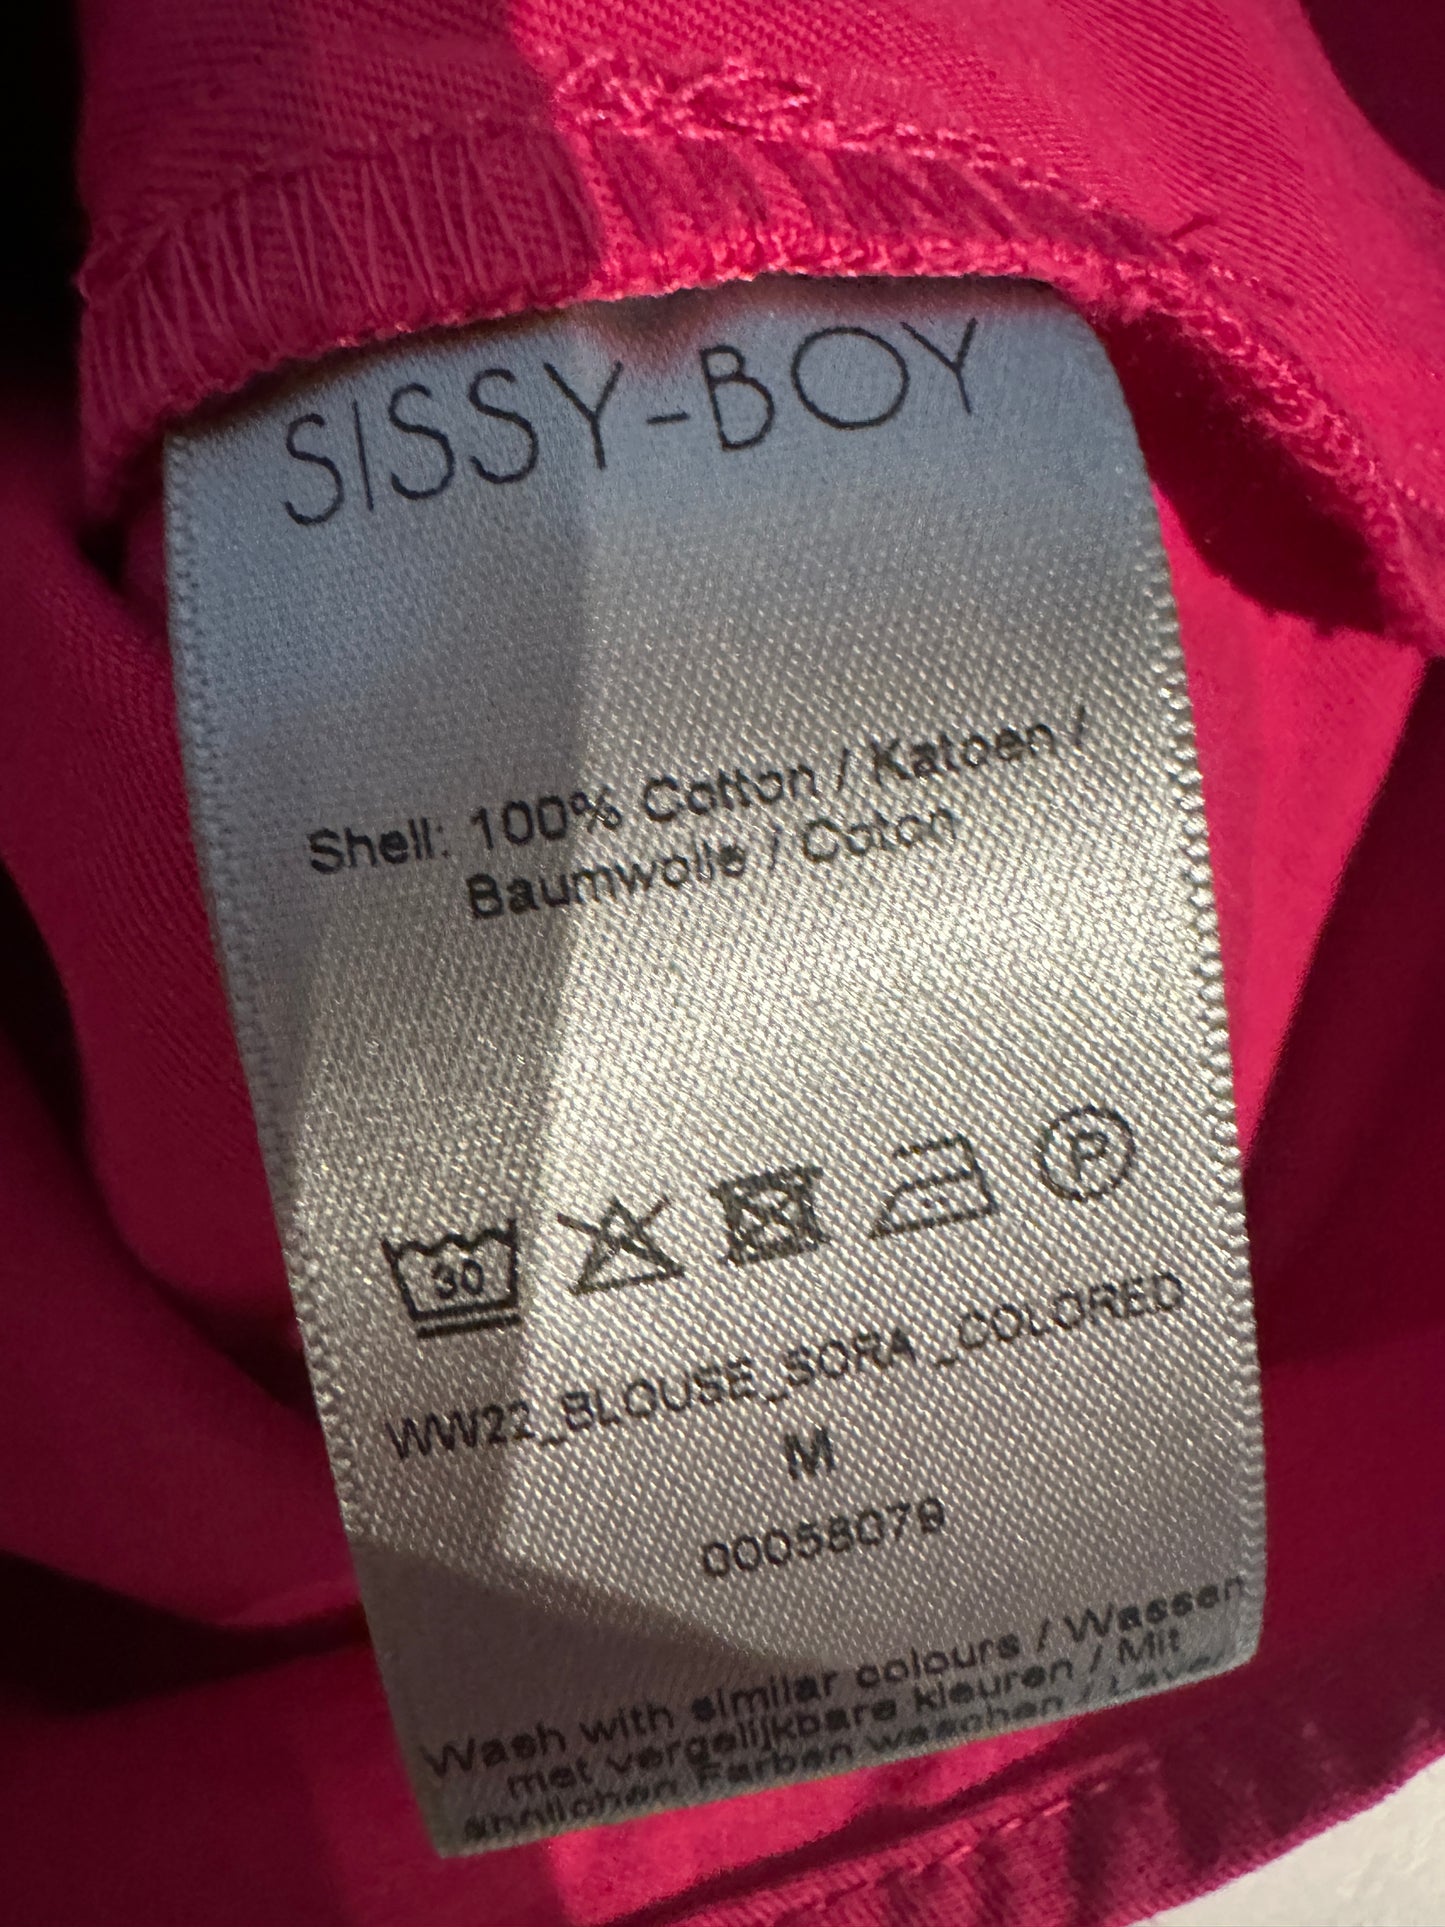 SISSY-BOY
Shell: 100% Cotton / Katoen /
Baumwolle / Coton
30
P
WW22_BLOUSE_SORA_COLORED
M
00058079
Wash with similar colours / Wassen
met vergelijkbare kleuren / Mit
ähnlichen Farben waschen / Laver